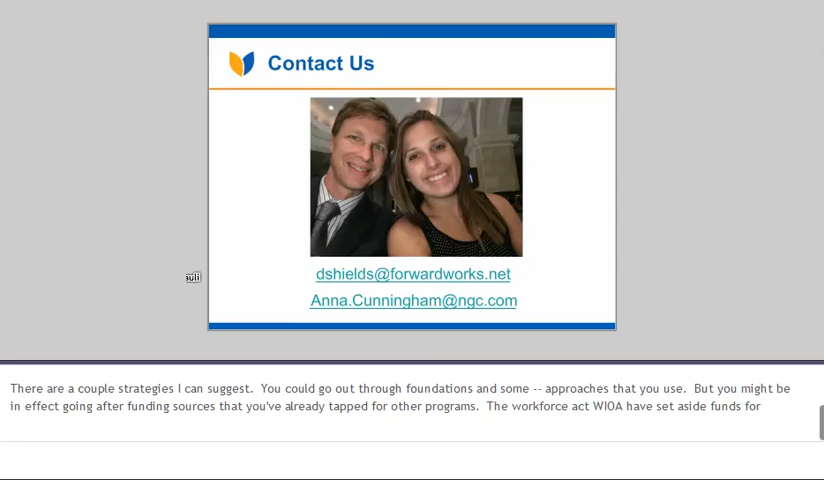 Contact Us
dshields@forwardworks.net
auli
Anna.Cunningham@ngc.com
There are a couple strategies I can suggest.  You could go out through foundations and some -- approaches that you use.  But you might be
in effect going after funding sources that you've already tapped for other programs.  The workforce act WIOA have set aside funds for